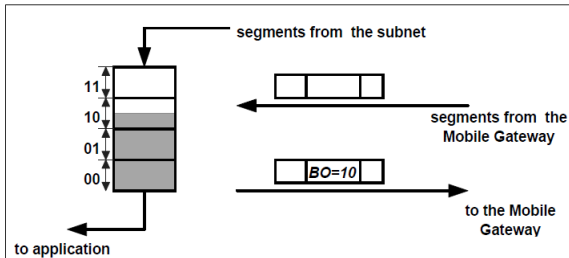 segments from the subnet
11
10
01
00
segments from the
Mobile Gateway
BO=10
to the Mobile
Gateway
to application